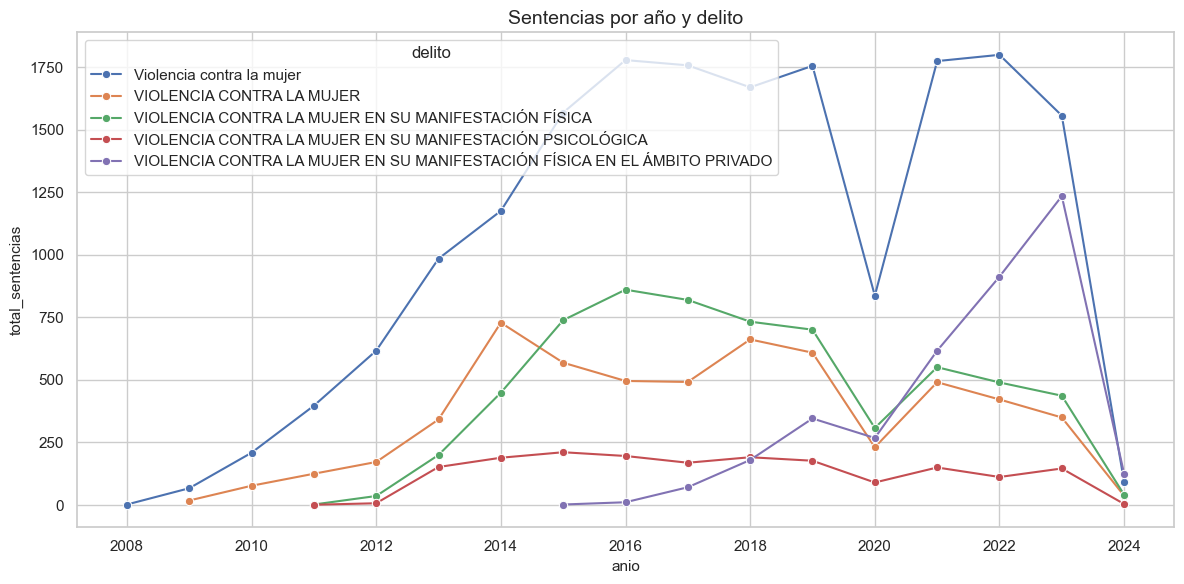 Sentencias por año y delito
delito
Violencia contra la mujer
VIOLENCIA CONTRA LA MUJER
VIOLENCIA CONTRA LA MUJER EN SU MANIFESTACIÓN FÍSICA
VIOLENCIA CONTRA LA MUJER EN SU MANIFESTACIÓN PSICOLÓGICA
VIOLENCIA CONTRA LA MUJER EN SU MANIFESTACIÓN FÍSICA EN EL ÁMBITO PRIVADO
total_sentencias
1750
1500
1250
1000
750
500
250
0
2008 2010 2012 2014 2016 2018 2020 2022 2024
anio